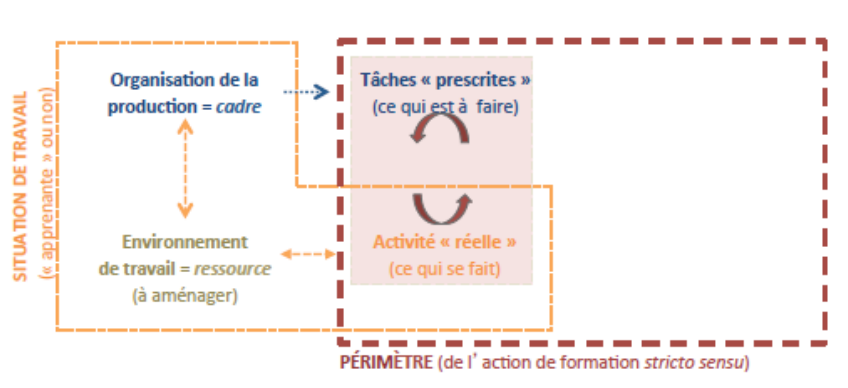 SITUATION DE TRAVAIL
(« apprenante » ou non)
Organisation de la
production = cadre
Tâches « prescrites »
(ce qui est à faire)
Environnement
de travail = ressource
(à aménager)
Activité « réelle »
(ce qui se fait)
PÉRIMÈTRE (de l’ action de formation stricto sensu)